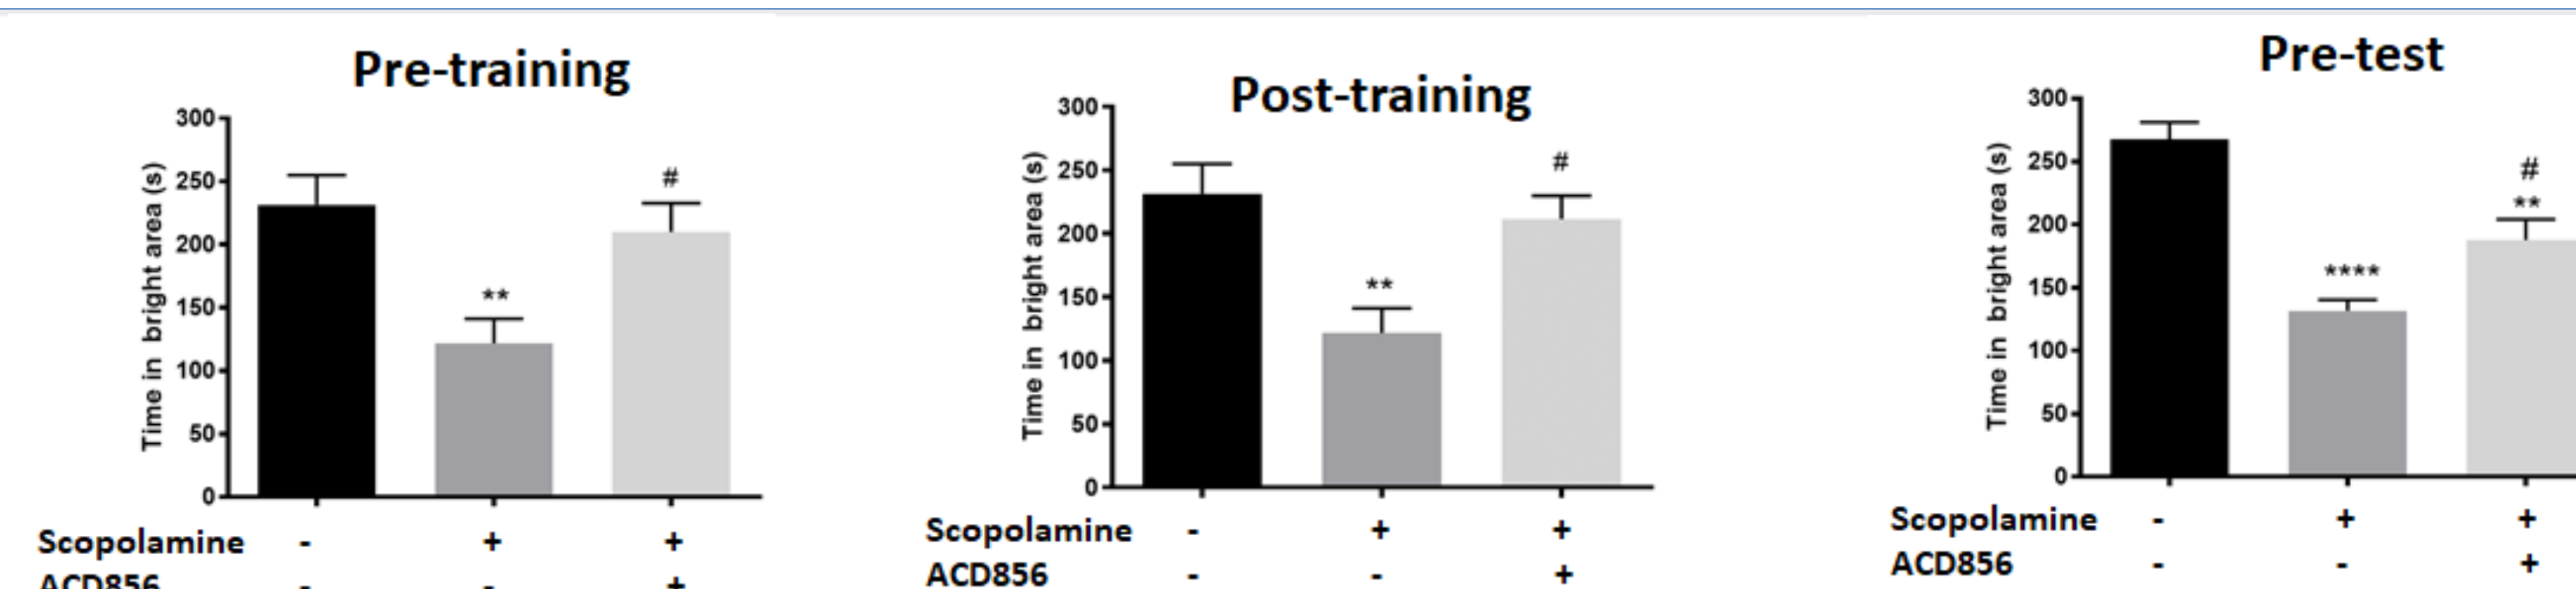 Pre-training
300
250
200
150
100
50
0
Time in bright area (s)
**
#
Scopolamine - + +
ACD856 - - +
Post-training
300
250
200
150
100
50
0
Time in bright area (s)
**
#
Scopolamine - + +
ACD856 - - +
Pre-test
300
250
200
150
100
50
0
Time in bright area (s)
****
#
**
Scopolamine - + +
ACD856 - - +